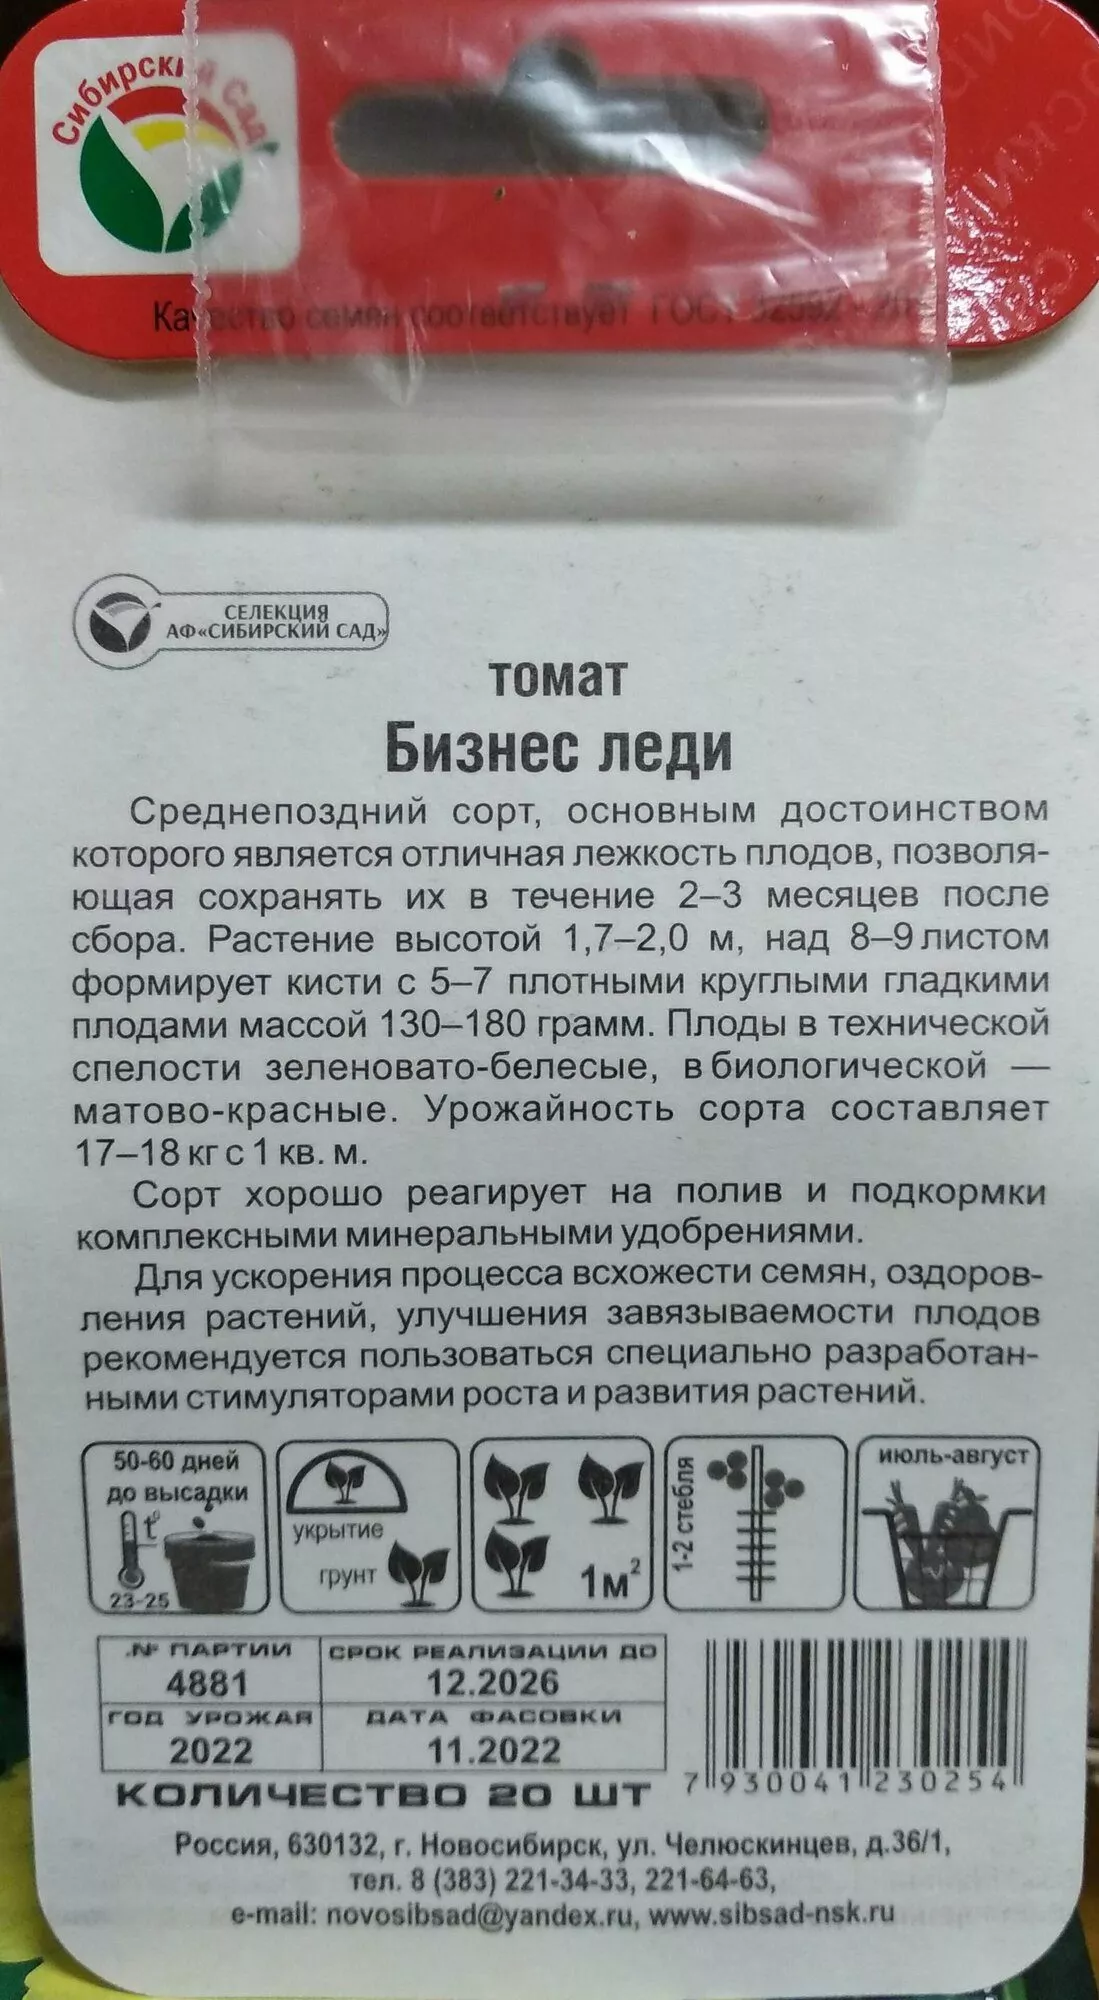 Сибирский Сад
Качество семян соответствует ГОСТ 32592 -
СЕЛЕКЦИЯ
АФ«СИБИРСКИЙ САД»
томат
Бизнес леди
Среднепоздний сорт, основным достоинством
которого является отличная лежкость плодов, позволя-
ющая сохранять их в течение 2–3 месяцев после
сбора. Растение высотой 1,7–2,0 м, над 8–9 листом
формирует кисти с 5–7 плотными круглыми гладкими
плодами массой 130–180 грамм. Плоды в технической
спелости зеленовато-белесые, в биологической —
матово-красные. Урожайность сорта составляет
17–18 кг с 1 кв. м.
Сорт хорошо реагирует на полив и подкормки
комплексными минеральными удобрениями.
Для ускорения процесса всхожести семян, оздоров-
ления растений, улучшения завязываемости плодов
рекомендуется пользоваться специально разработан-
ными стимуляторами роста и развития растений.
50-60 дней
до высадки
t°
23-25
укрытие
грунт
1м²
1-2 стебля
июль-август
№ ПАРТИИ
4881
СРОК РЕАЛИЗАЦИИ ДО
12.2026
ГОД УРОЖАЯ
2022
ДАТА ФАСОВКИ
11.2022
КОЛИЧЕСТВО 20 ШТ
7 930041 230254
Россия, 630132, г. Новосибирск, ул. Челюскинцев, д.36/1,
тел. 8 (383) 221-34-33, 221-64-63,
e-mail: novosibsad@yandex.ru, www.sibsad-nsk.ru